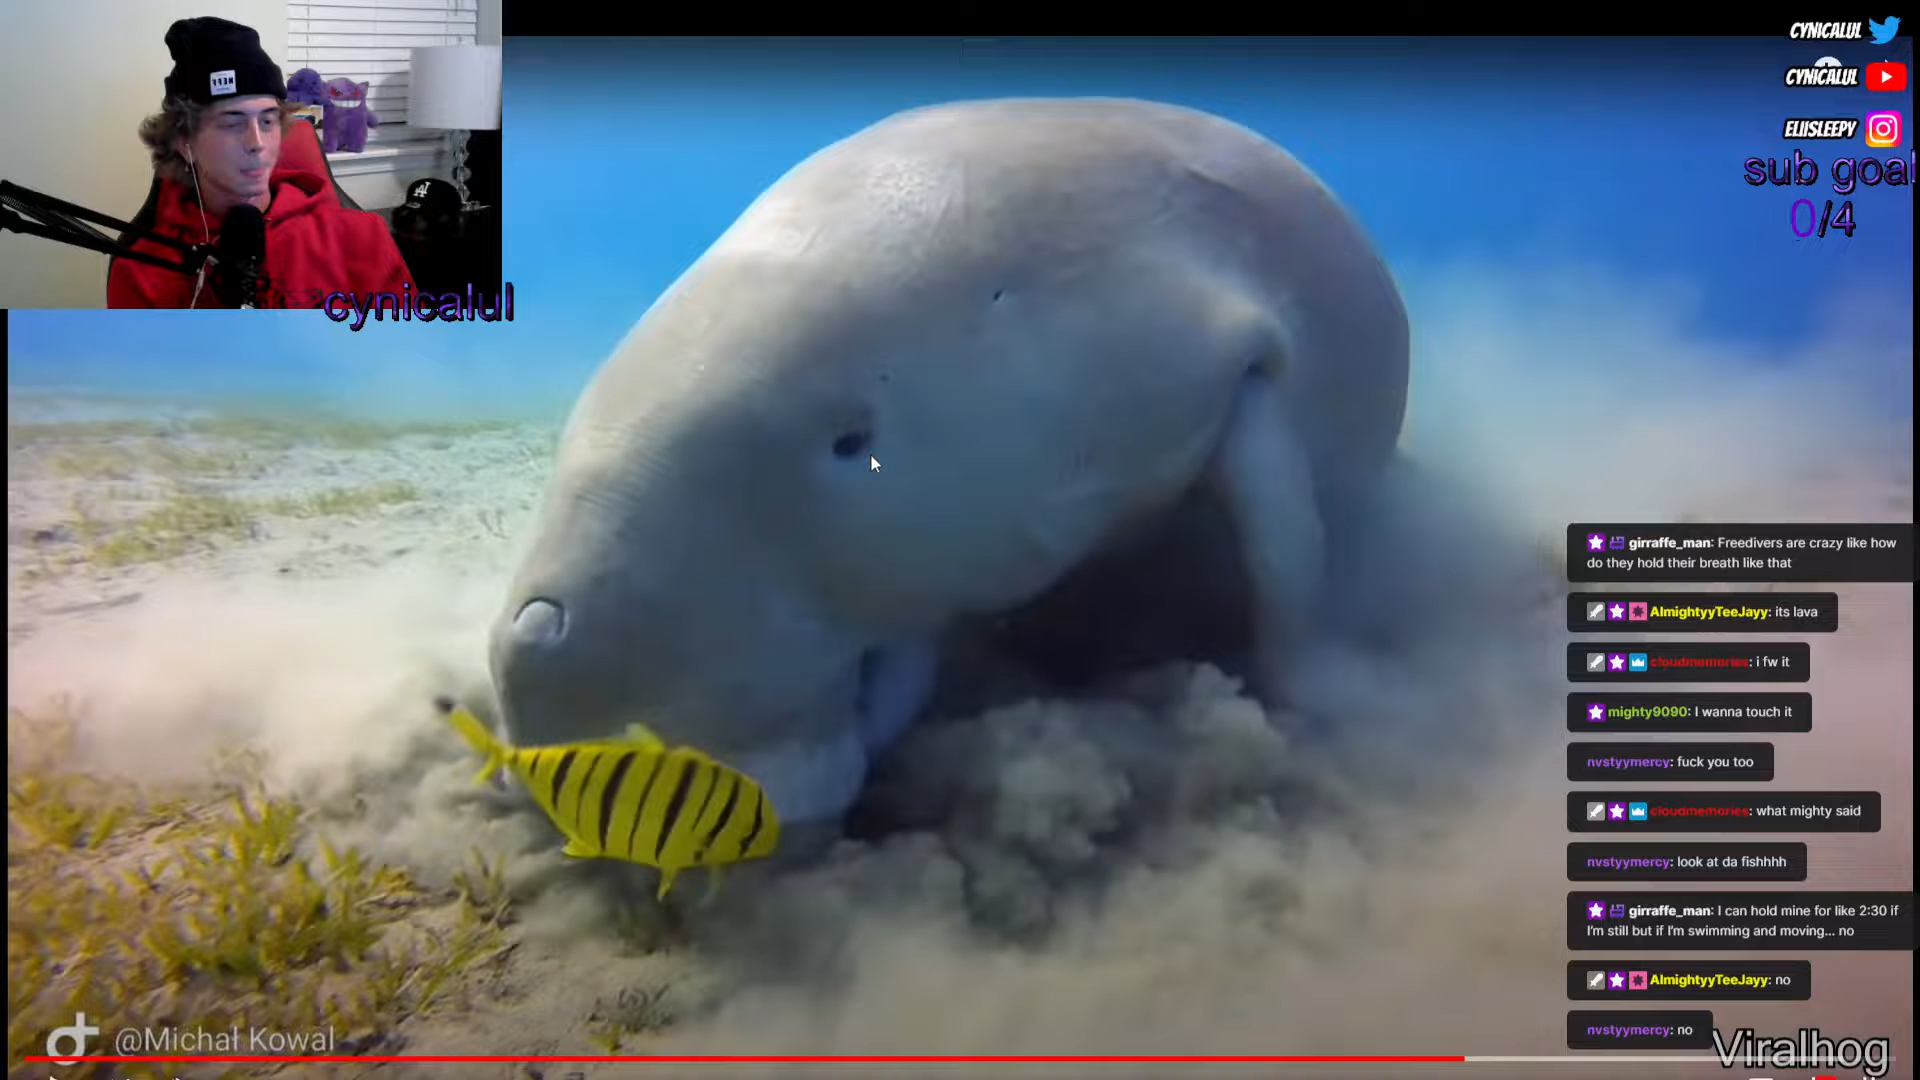 CYNICALUL
CYNICALUL
ELIISLEEPY
sub goal
0/4
cynicalul
girraffe_man: Freedivers are crazy like how
do they hold their breath like that
AlmightyyTeeJayy: its lava
cloudmemories: i fw it
mighty9090: I wanna touch it
nvstyymercy: fuck you too
cloudmemories: what mighty said
nvstyymercy: look at da fishhhh
girraffe_man: I can hold mine for like 2:30 if
I'm still but if I'm swimming and moving... no
AlmightyyTeeJayy: no
nvstyymercy: no
@Michał Kowal
Viralhog